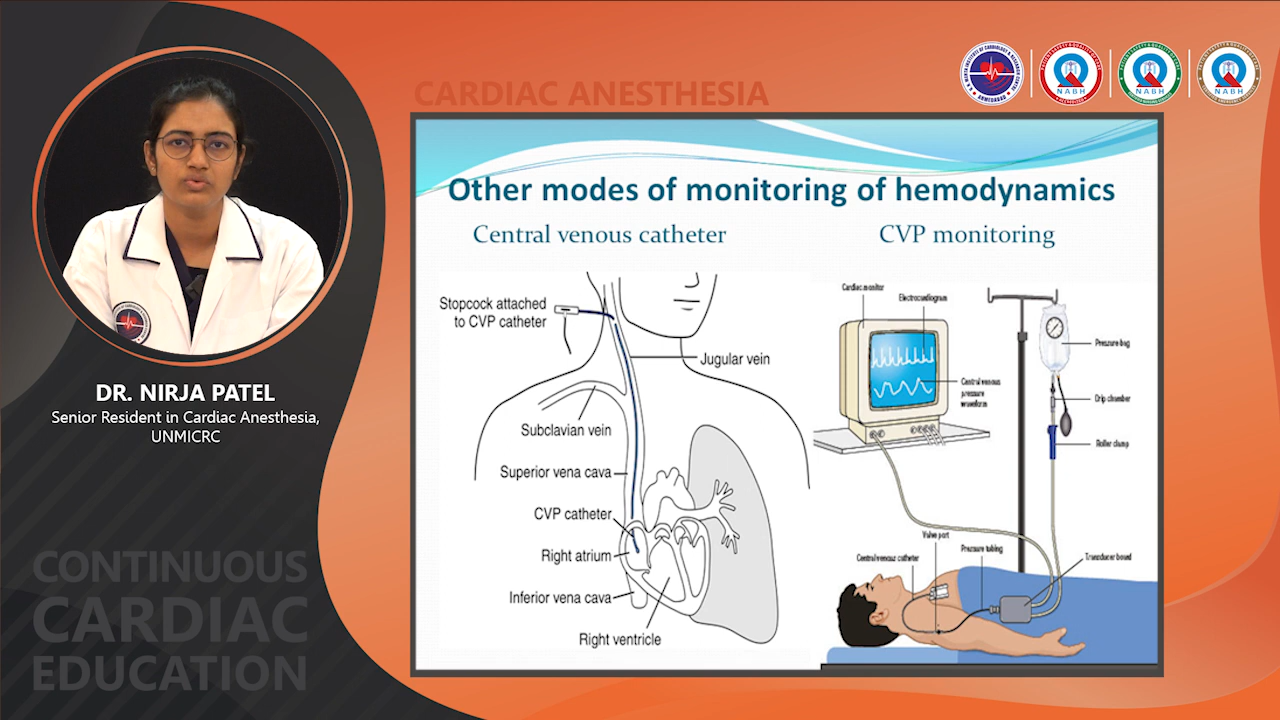 CARDIAC ANESTHESIA
NABH
NABH
NABH
Other modes of monitoring of hemodynamics
Central venous catheter
CVP monitoring
Stopcock attached
to CVP catheter
Jugular vein
Subclavian vein
Superior vena cava
CVP catheter
Right atrium
Inferior vena cava
Right ventricle
Cardiac monitor
Electrocardiogram
Pressure bag
Central venous
pressure
waveform
Drip chamber
Roller clamp
Valve port
Central venous catheter
Pressure tubing
Transducer board
DR. NIRJA PATEL
Senior Resident in Cardiac Anesthesia,
UNMICRC
CONTINUOUS
CARDIAC
EDUCATION